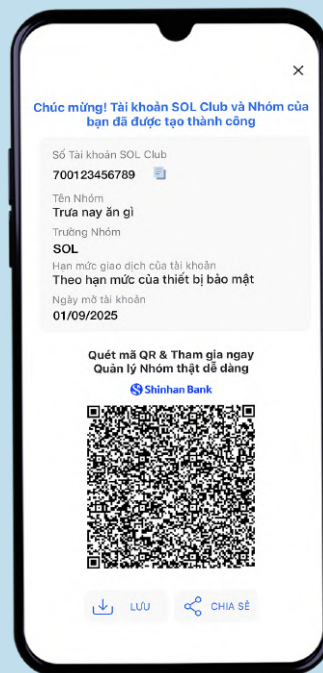 Chúc mừng! Tài khoản SOL Club và Nhóm của
bạn đã được tạo thành công
Số Tài khoản SOL Club
700123456789
Tên Nhóm
Trưa nay ăn gì
Trưởng Nhóm
SOL
Hạn mức giao dịch của tài khoản
Theo hạn mức của thiết bị bảo mật
Ngày mở tài khoản
01/09/2025
Quét mã QR & Tham gia ngay
Quản lý Nhóm thật dễ dàng
Shinhan Bank
LƯU
CHIA SẺ